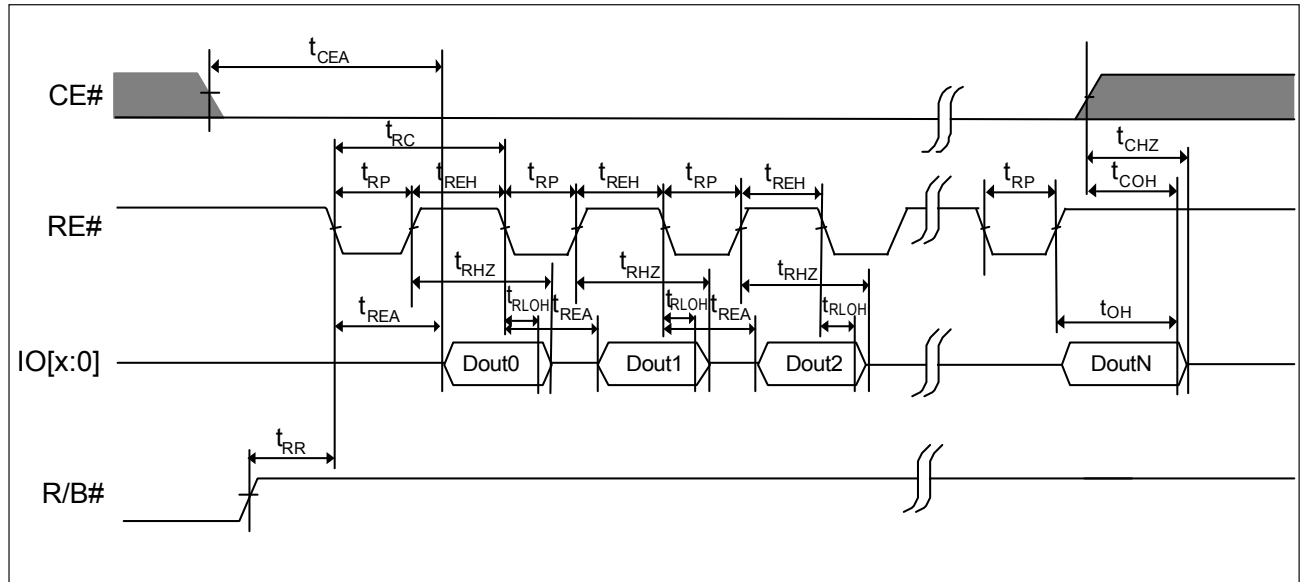 tCEA
CE#
tRC
tCHZ
tRP tREH tRP tREH tRP tREH tRP tCOH
RE#
tRHZ tRHZ tRHZ
tREA tRLOH tREA tRLOH tREA tRLOH tOH
IO[x:0] Dout0 Dout1 Dout2 DoutN
tRR
R/B#